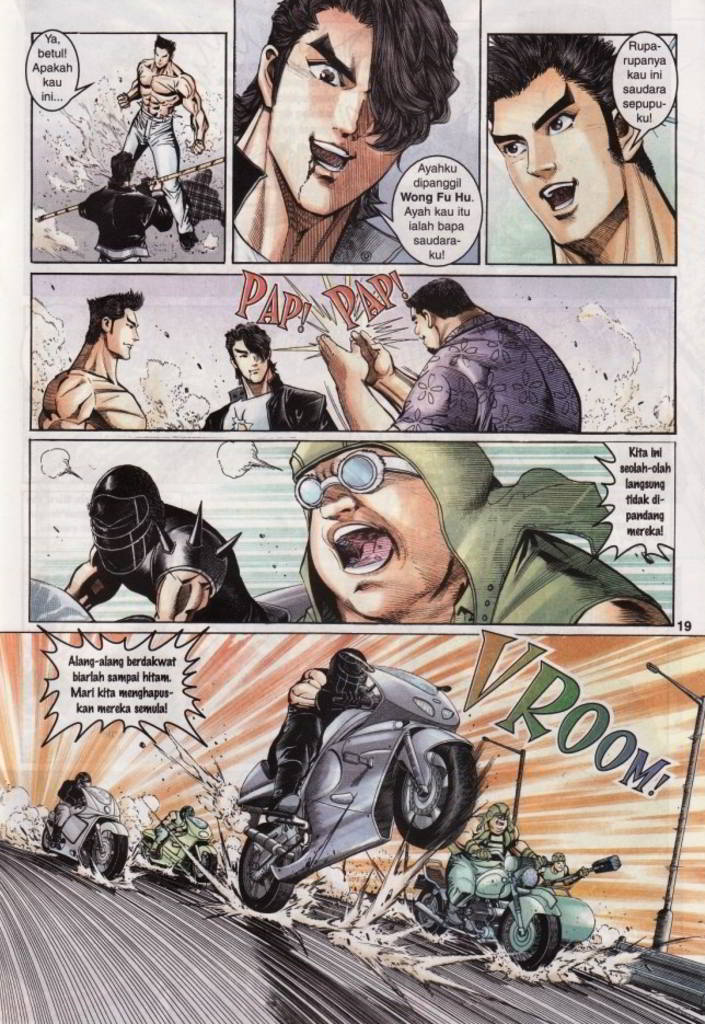 Ya,
betul!
Apakah
kau
ini...
Ayahku
dipanggil
Wong Fu Hu.
Ayah kau itu
ialah bapa
saudara-
ku!
Rupa-
rupanya
kau ini
saudara
sepupu-
ku!
PAP! PAP!
Kita
seolah-olah
langsung
tidak di-
pandang
mereka!
19
Alang-alang berdakwat
biarlah sampai hitam.
Mari kita menghapus-
kan mereka semula!
VROOOM!